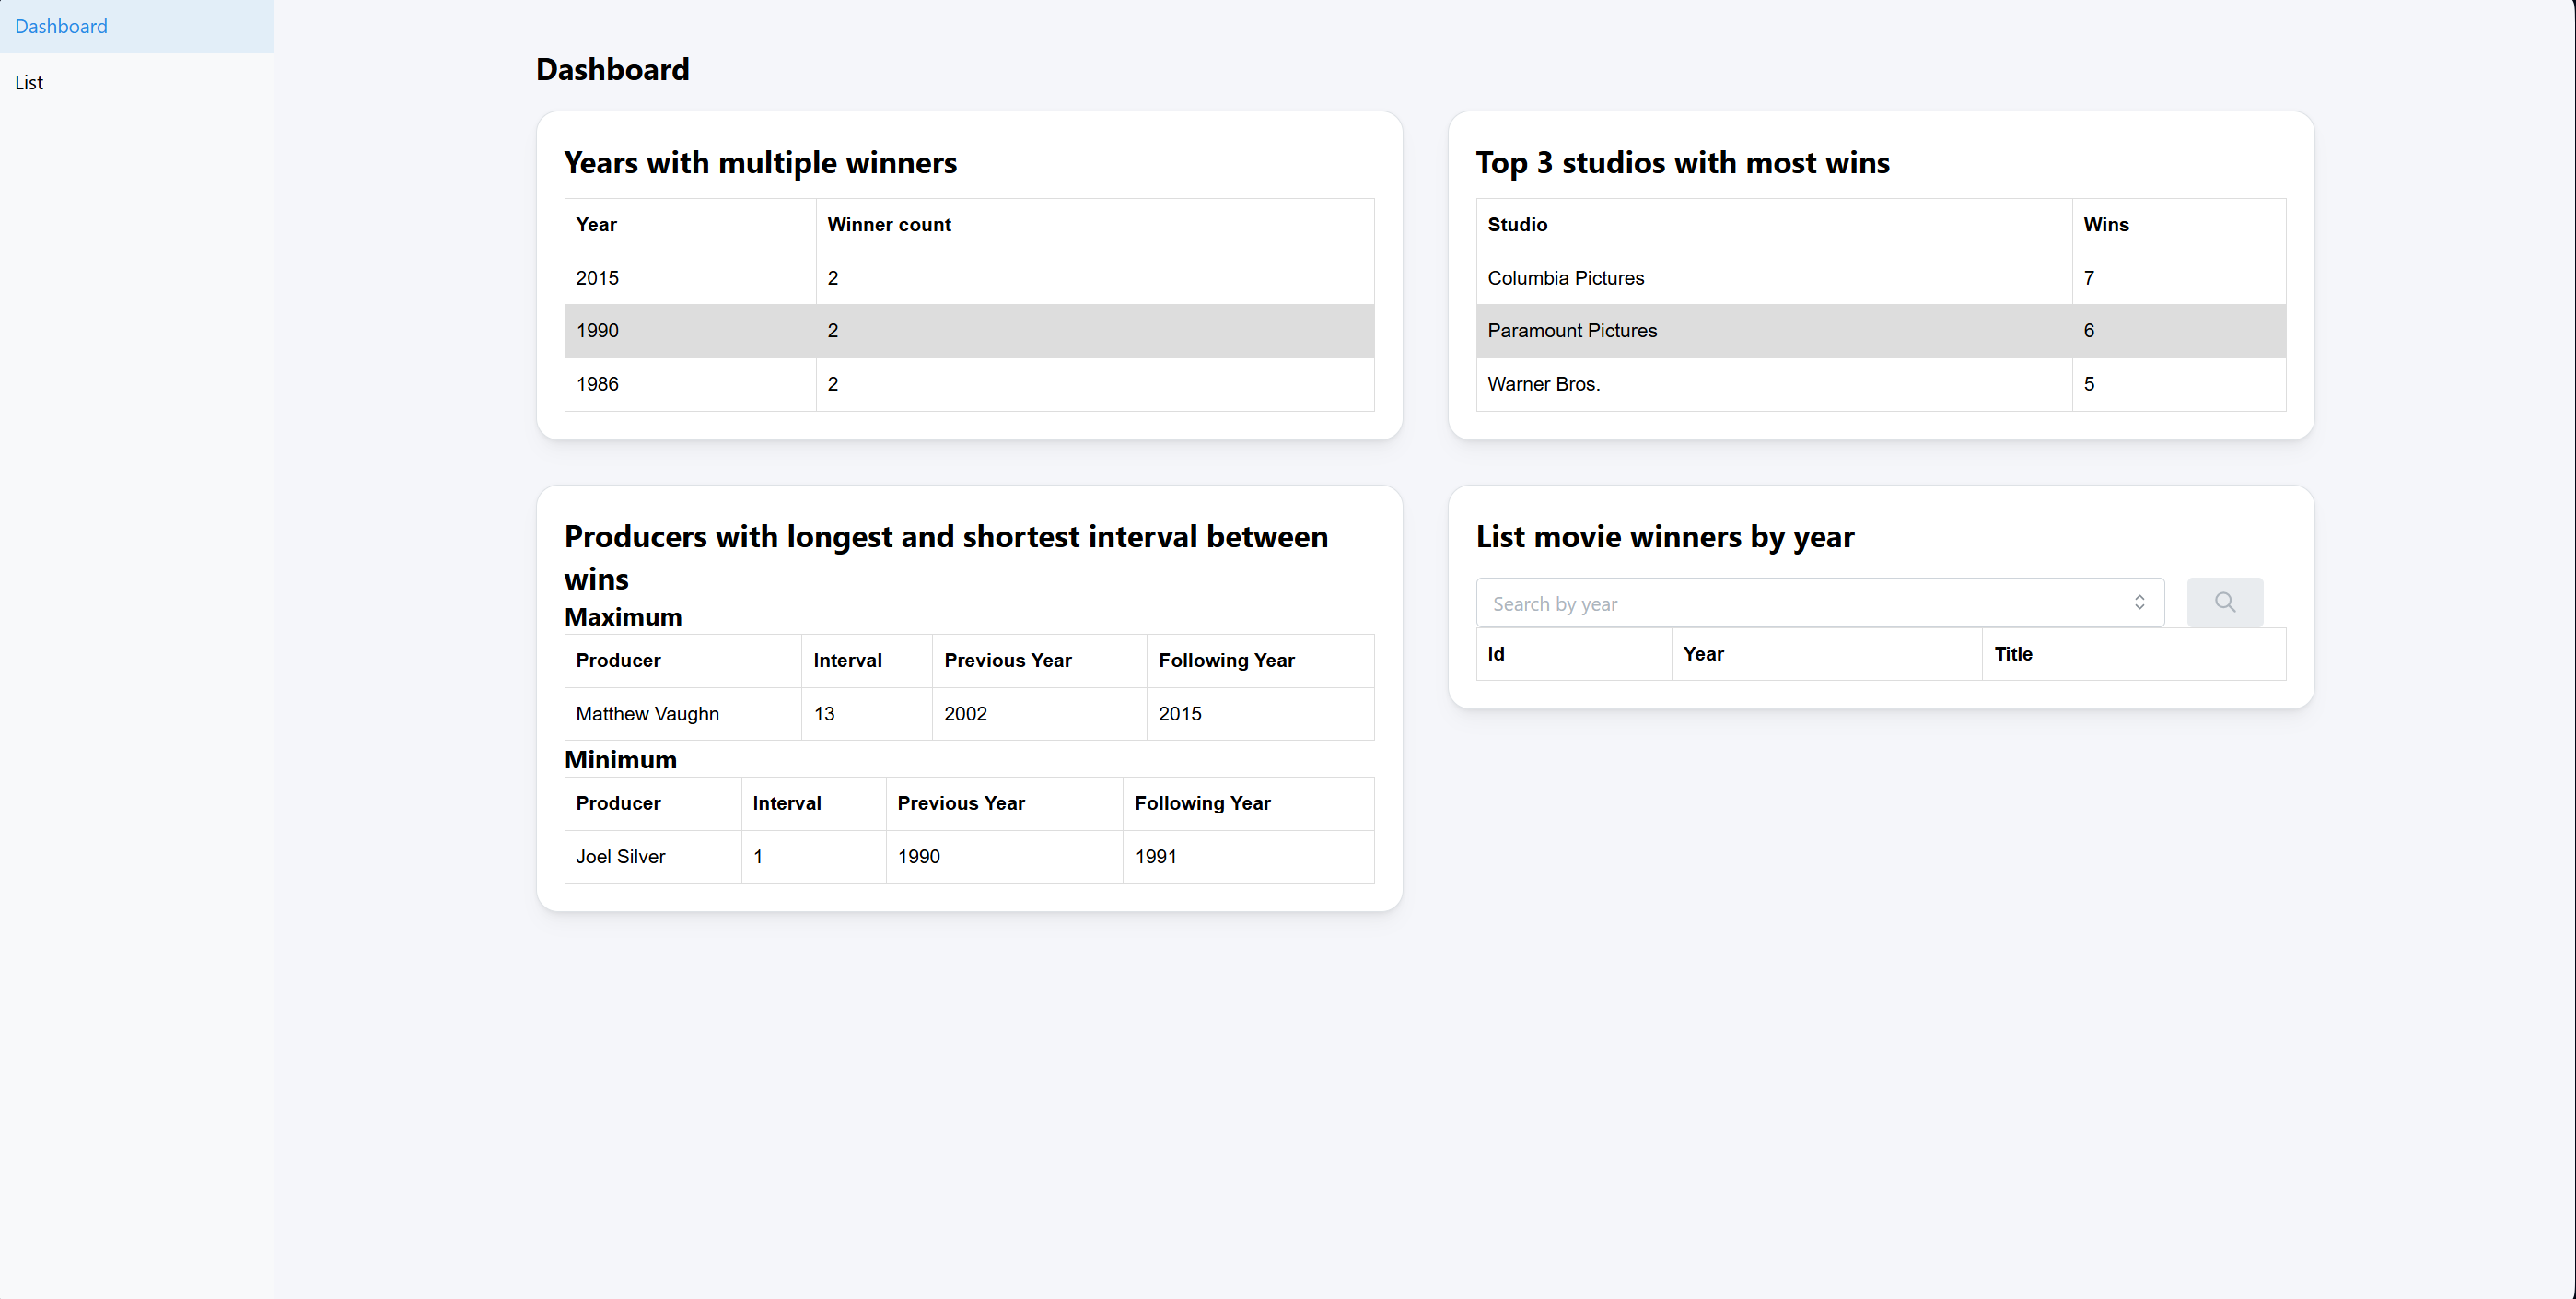 Dashboard
List
Dashboard
Years with multiple winners
Year Winner count
2015 2
1990 2
1986 2
Top 3 studios with most wins
Studio Wins
Columbia Pictures 7
Paramount Pictures 6
Warner Bros. 5
Producers with longest and shortest interval between
wins
Maximum
Producer Interval Previous Year Following Year
Matthew Vaughn 13 2002 2015
Minimum
Producer Interval Previous Year Following Year
Joel Silver 1 1990 1991
List movie winners by year
Search by year
Id Year Title